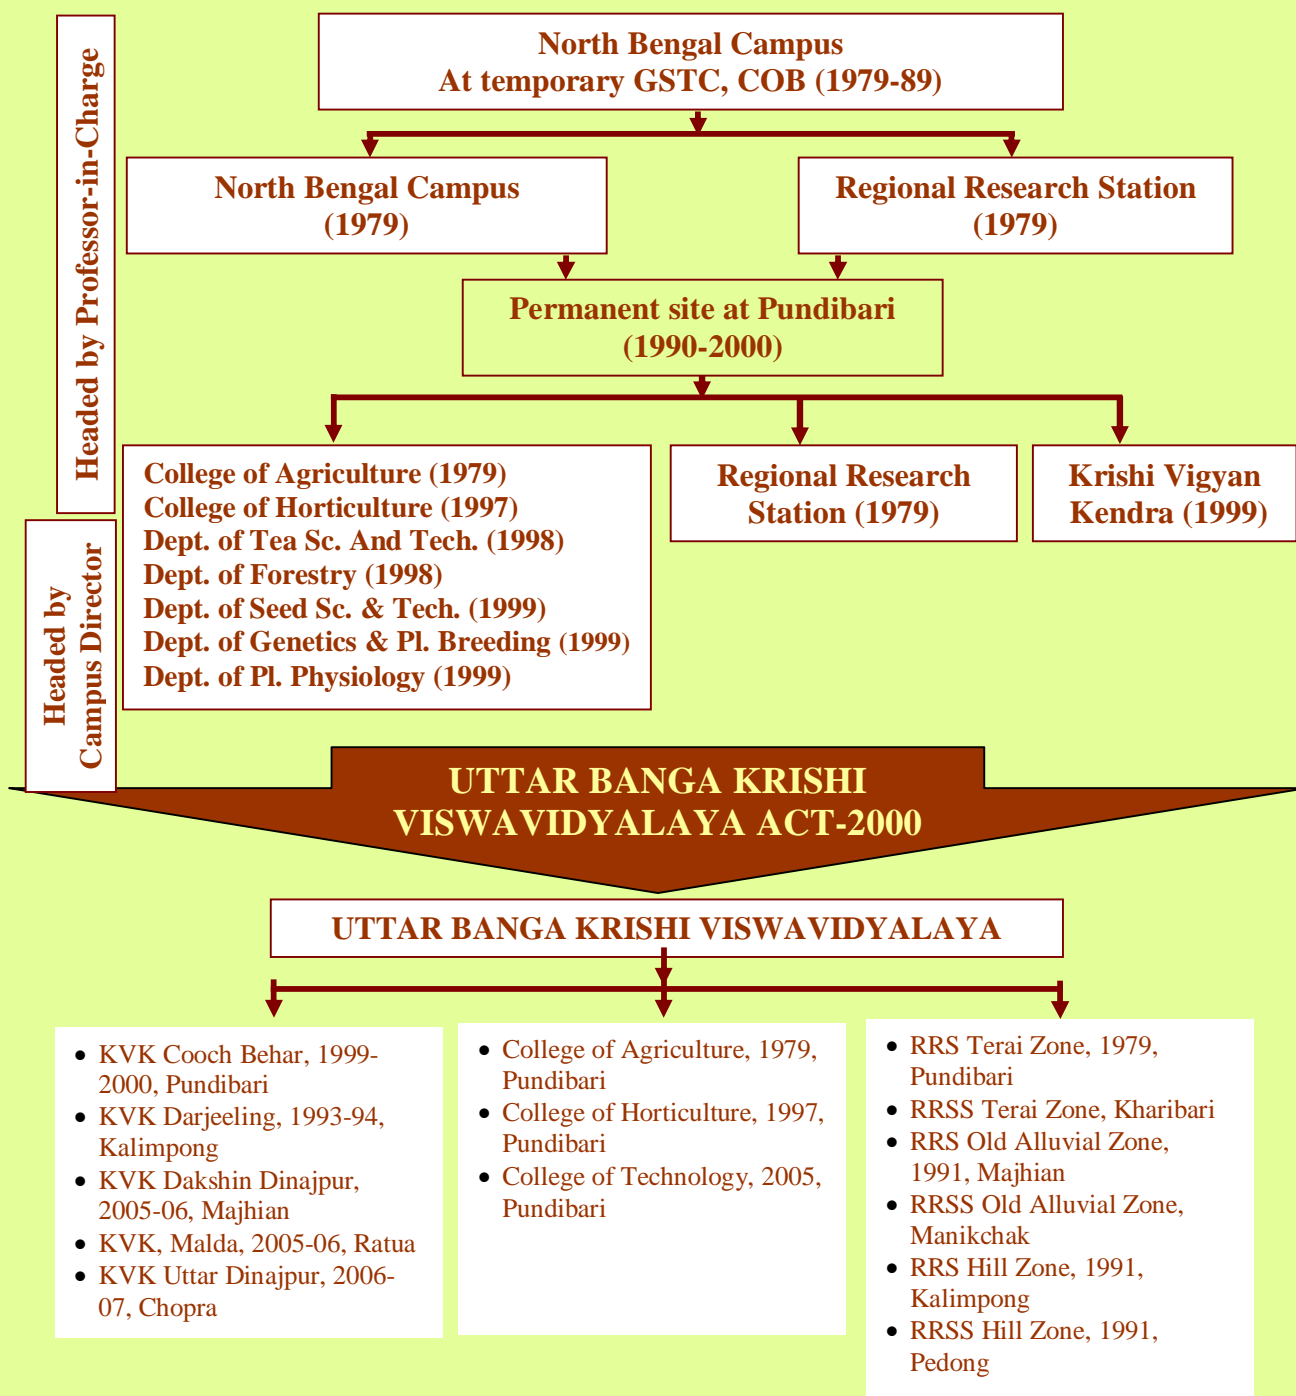 Headed by Professor-in-Charge
Headed by
Campus Director
North Bengal Campus
At temporary GSTC, COB (1979-89)
North Bengal Campus
(1979)
Regional Research Station
(1979)
Permanent site at Pundibari
(1990-2000)
College of Agriculture (1979)
College of Horticulture (1997)
Dept. of Tea Sc. And Tech. (1998)
Dept. of Forestry (1998)
Dept. of Seed Sc. & Tech. (1999)
Dept. of Genetics & Pl. Breeding (1999)
Dept. of Pl. Physiology (1999)
Regional Research
Station (1979)
Krishi Vigyan
Kendra (1999)
UTTAR BANGA KRISHI
VISWAVIDYALAYA ACT-2000
UTTAR BANGA KRISHI VISWAVIDYALAYA
• KVK Cooch Behar, 1999-
2000, Pundibari
• KVK Darjeeling, 1993-94,
Kalimpong
• KVK Dakshin Dinajpur,
2005-06, Majhian
• KVK, Malda, 2005-06, Ratua
• KVK Uttar Dinajpur, 2006-
07, Chopra
• College of Agriculture, 1979,
Pundibari
• College of Horticulture, 1997,
Pundibari
• College of Technology, 2005,
Pundibari
• RRS Terai Zone, 1979,
Pundibari
• RRSS Terai Zone, Kharibari
• RRS Old Alluvial Zone,
1991, Majhian
• RRSS Old Alluvial Zone,
Manikchak
• RRS Hill Zone, 1991,
Kalimpong
• RRSS Hill Zone, 1991,
Pedong